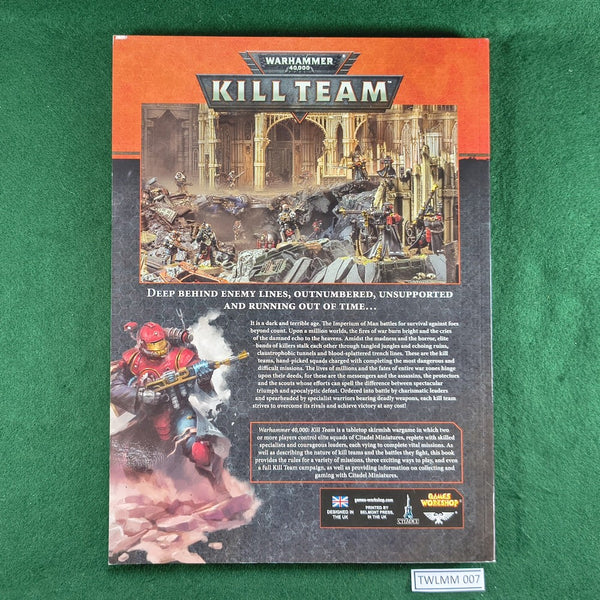 WARHAMMER
40,000
KILL TEAM™
DEEP BEHIND ENEMY LINES, OUTNUMBERED, UNSUPPORTED
AND RUNNING OUT OF TIME...
It is a dark and terrible age. The Imperium of Man battles for survival against foes
beyond count. Upon a million worlds, the fires of war burn bright and the cries
of the damned echo to the heavens. Amidst the madness and the horror, elite
bands of killers stalk each other through tangled jungles and echoing ruins,
claustrophobic tunnels and blood-splattered trench lines. These are the kill
teams, hand-picked squads charged with completing the most dangerous and
difficult missions. The lives of millions and the fates of entire war zones hinge
upon their deeds, for these are the messengers and the assassins, the protectors
and the scouts whose efforts can spell the difference between spectacular
triumph and apocalyptic defeat. Ordered into battle by charismatic leaders
and spearheaded by specialist warriors bearing deadly weapons, each kill team
strives to overcome its rivals and achieve victory at any cost!
Warhammer 40,000: Kill Team is a tabletop skirmish wargame in which two
or more players control elite squads of Citadel Miniatures, replete with skilled
specialists and courageous leaders, each vying to complete vital missions. As
well as describing the nature of kill teams and the battles they fight, this book
provides the rules for a variety of missions, three exciting ways to play, and even
a full Kill Team campaign, as well as providing information on collecting and
gaming with Citadel Miniatures.
games-workshop.com
DESIGNED IN
THE UK
PRINTED BY
BELMONT PRESS,
IN THE UK
CITADEL
GAMES
WORKSHOP
TWLMM 007